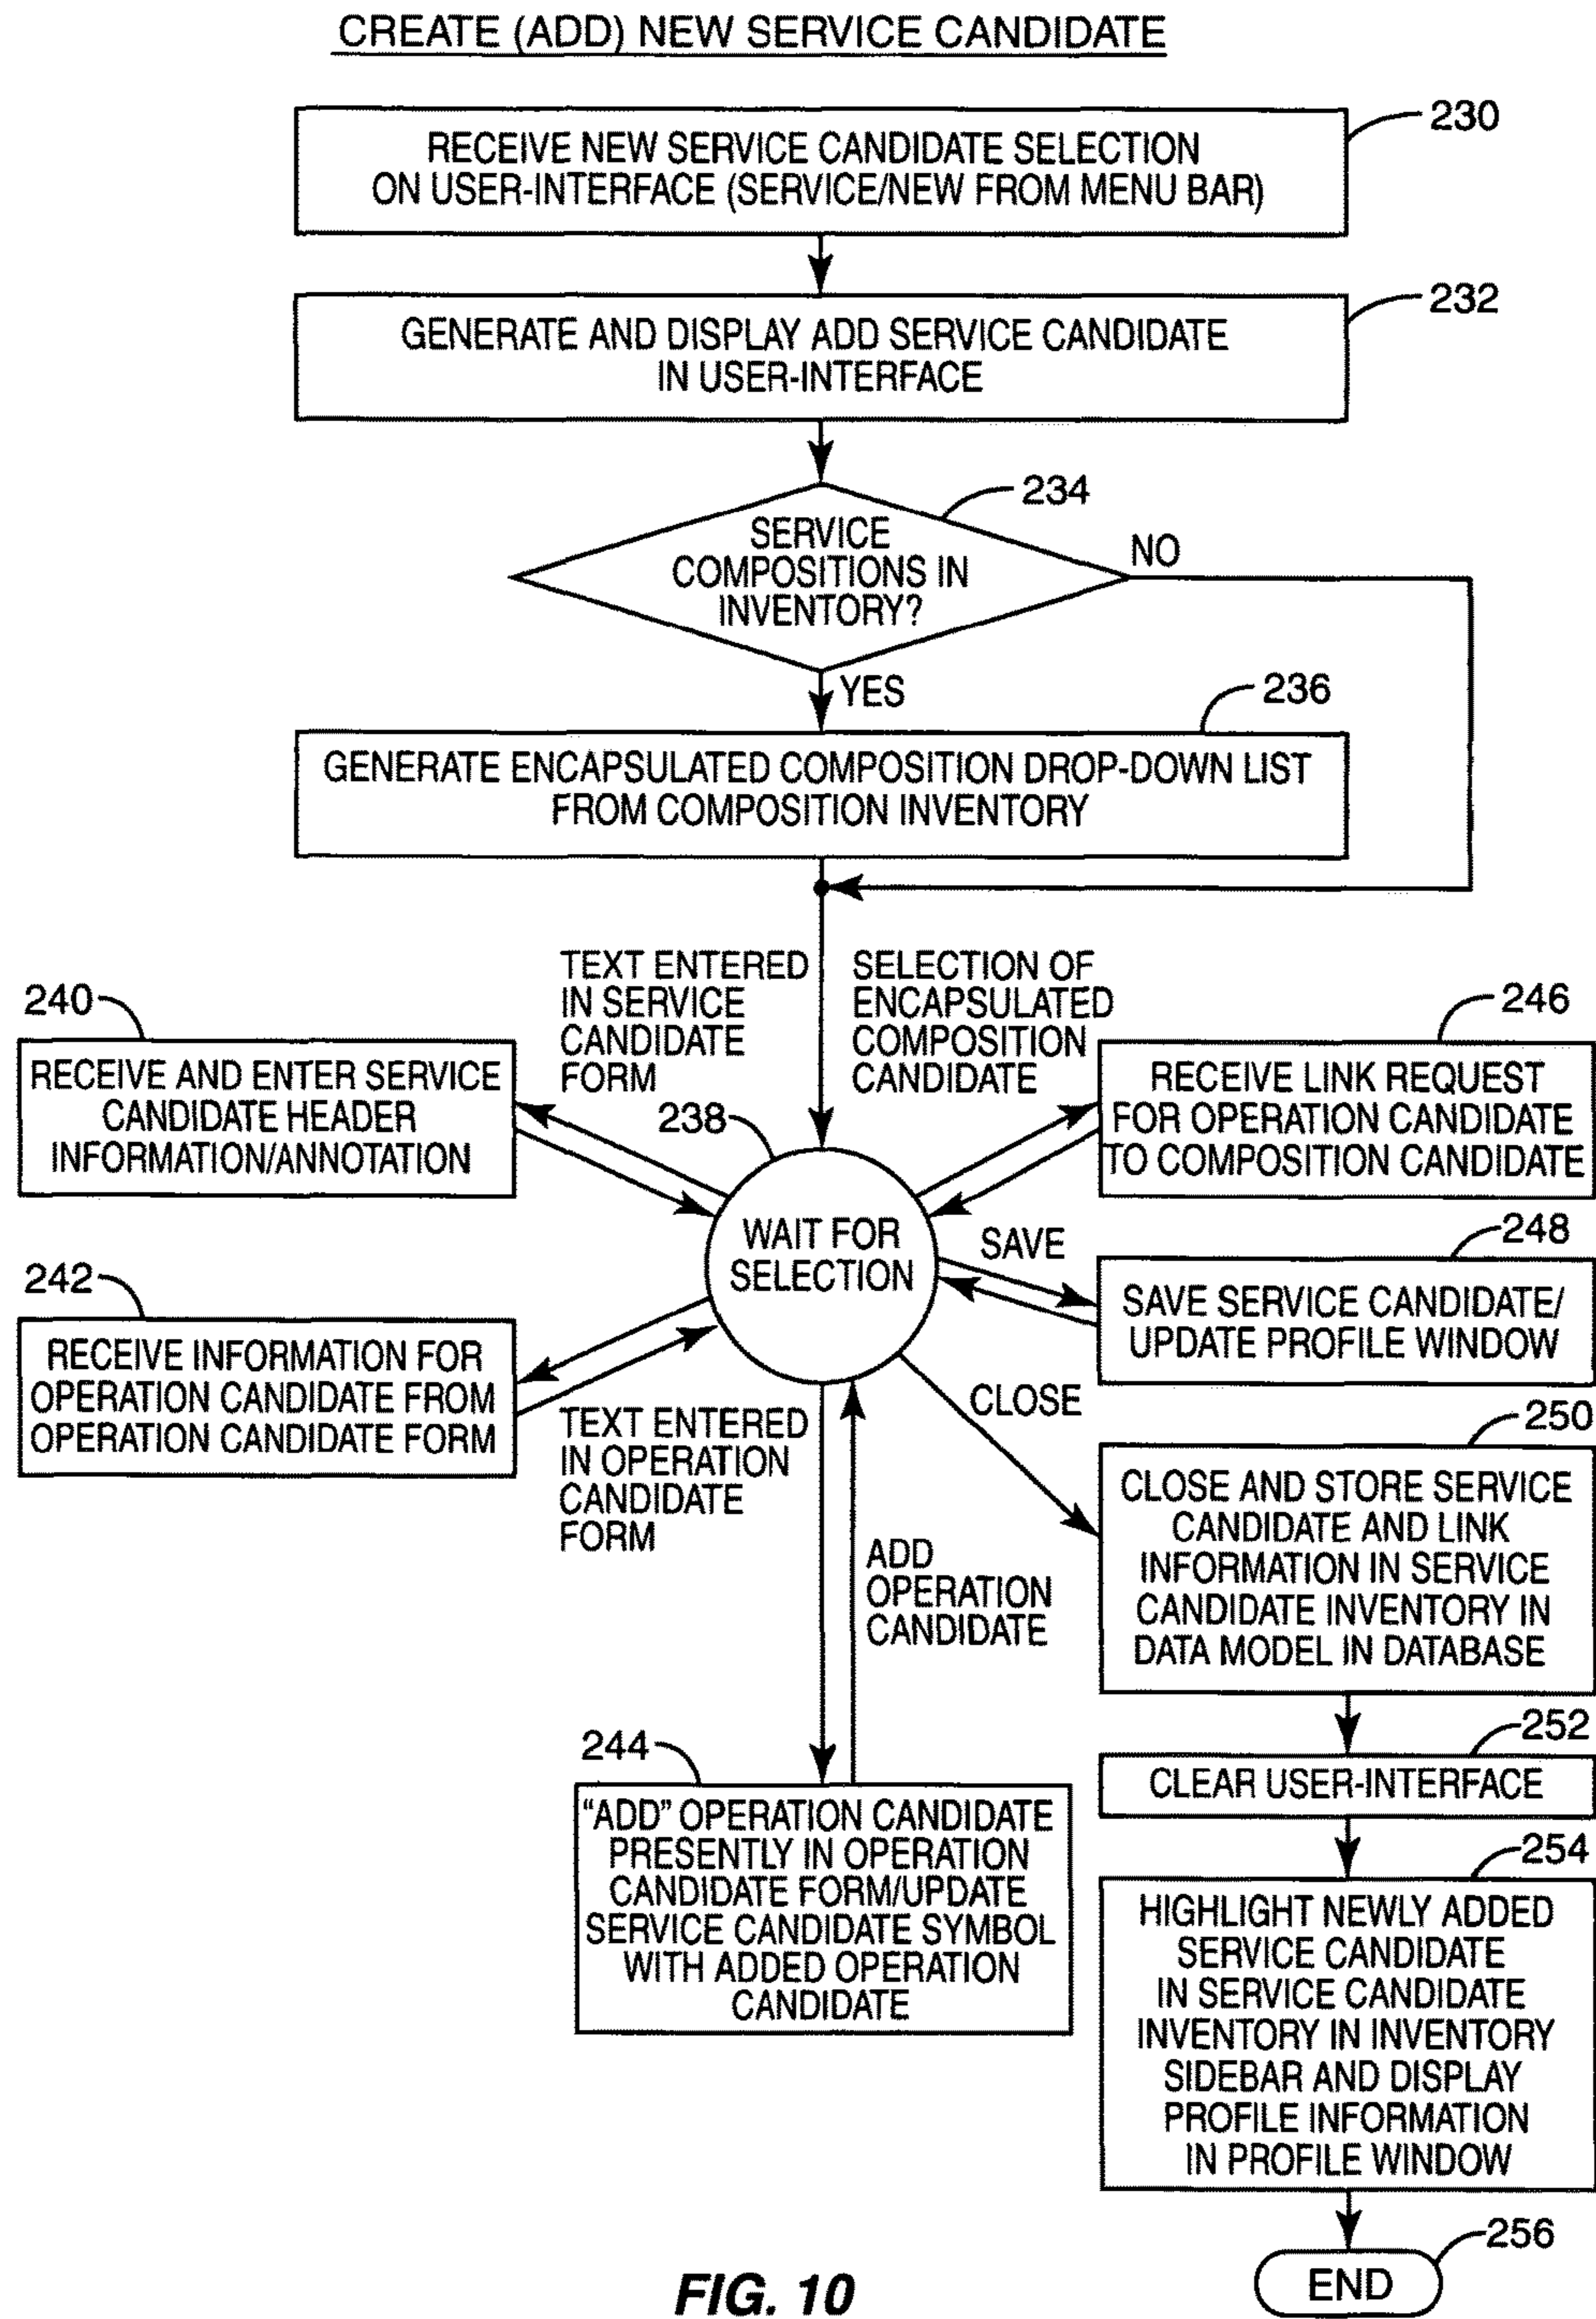 CREATE (ADD) NEW SERVICE CANDIDATE
230
RECEIVE NEW SERVICE CANDIDATE SELECTION
ON USER-INTERFACE (SERVICE/NEW FROM MENU BAR)
232
GENERATE AND DISPLAY ADD SERVICE CANDIDATE
IN USER-INTERFACE
234
SERVICE
COMPOSITIONS IN
INVENTORY?
NO
YES
236
GENERATE ENCAPSULATED COMPOSITION DROP-DOWN LIST
FROM COMPOSITION INVENTORY
TEXT ENTERED
IN SERVICE
CANDIDATE
FORM
SELECTION OF
ENCAPSULATED
COMPOSITION
CANDIDATE
240
RECEIVE AND ENTER SERVICE
CANDIDATE HEADER
INFORMATION/ANNOTATION
246
RECEIVE LINK REQUEST
FOR OPERATION CANDIDATE
TO COMPOSITION CANDIDATE
238
WAIT FOR
SELECTION
SAVE
248
SAVE SERVICE CANDIDATE/
UPDATE PROFILE WINDOW
242
RECEIVE INFORMATION FOR
OPERATION CANDIDATE FROM
OPERATION CANDIDATE FORM
TEXT ENTERED
IN OPERATION
CANDIDATE
FORM
CLOSE
250
CLOSE AND STORE SERVICE
CANDIDATE AND LINK
INFORMATION IN SERVICE
CANDIDATE INVENTORY IN
DATA MODEL IN DATABASE
ADD
OPERATION
CANDIDATE
244
"ADD" OPERATION CANDIDATE
PRESENTLY IN OPERATION
CANDIDATE FORM/UPDATE
SERVICE CANDIDATE SYMBOL
WITH ADDED OPERATION
CANDIDATE
252
CLEAR USER-INTERFACE
254
HIGHLIGHT NEWLY ADDED
SERVICE CANDIDATE
IN SERVICE CANDIDATE
INVENTORY IN INVENTORY
SIDEBAR AND DISPLAY
PROFILE INFORMATION
IN PROFILE WINDOW
256
END
FIG. 10